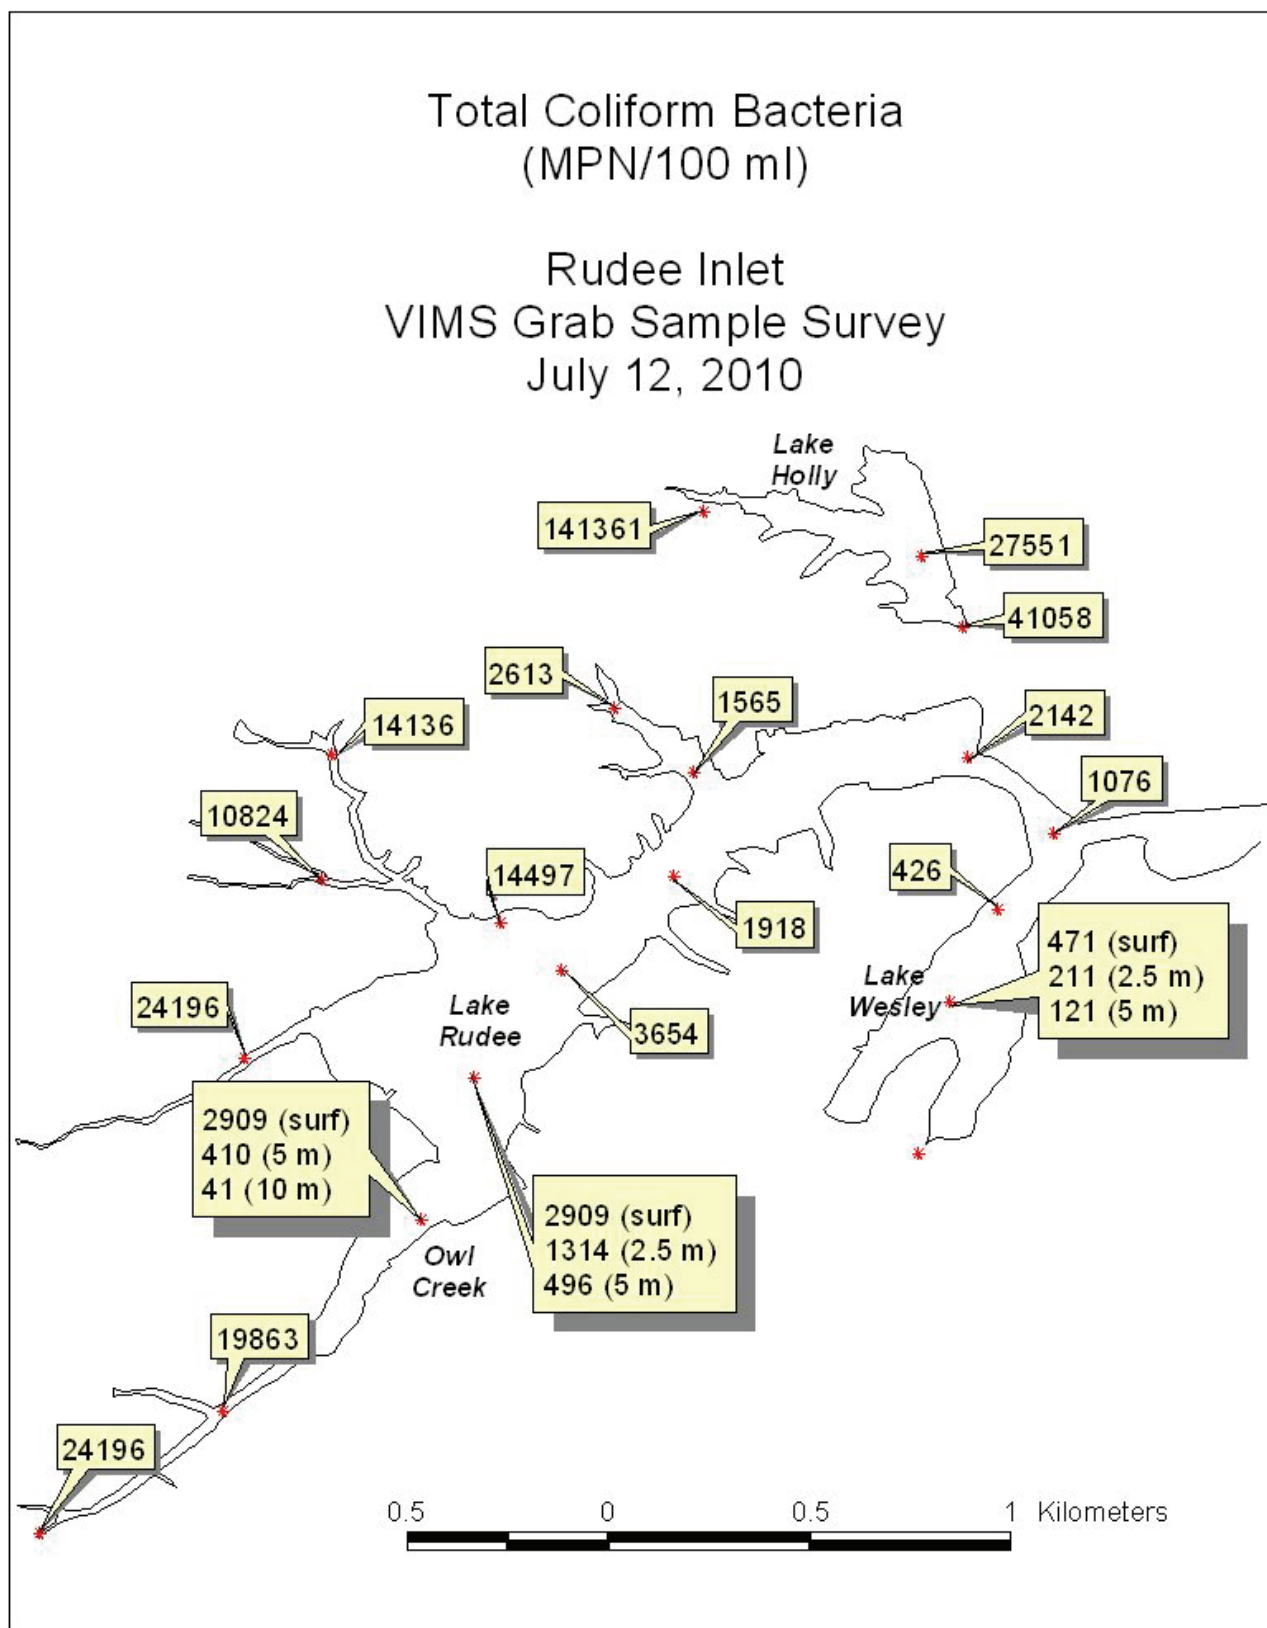 Total Coliform Bacteria
(MPN/100 ml)
Rudee Inlet
VIMS Grab Sample Survey
July 12, 2010
Lake
Holly
141361
27551
41058
2613
1565
2142
14136
1076
10824
14497
426
1918
471 (surf)
211 (2.5 m)
121 (5 m)
Lake
Wesley
24196
Lake
Rudee
3654
2909 (surf)
410 (5 m)
41 (10 m)
2909 (surf)
1314 (2.5 m)
496 (5 m)
Owl
Creek
19863
24196
0.5 0 0.5 1 Kilometers